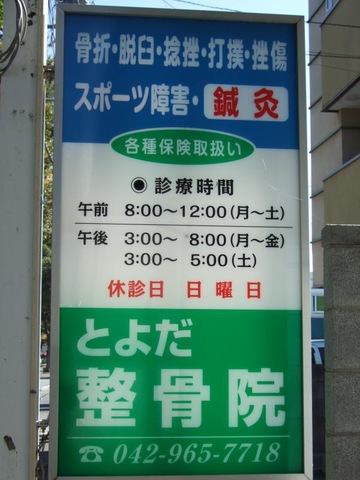 骨折・脱臼・捻挫・打撲・挫傷
スポーツ障害・鍼灸
各種保険取扱い
◉診療時間
午前 8:00〜12:00(月〜土)
午後 3:00〜 8:00(月〜金)
3:00〜 5:00(土)
休診日 日曜日
とよだ
整骨院
☎042-965-7718